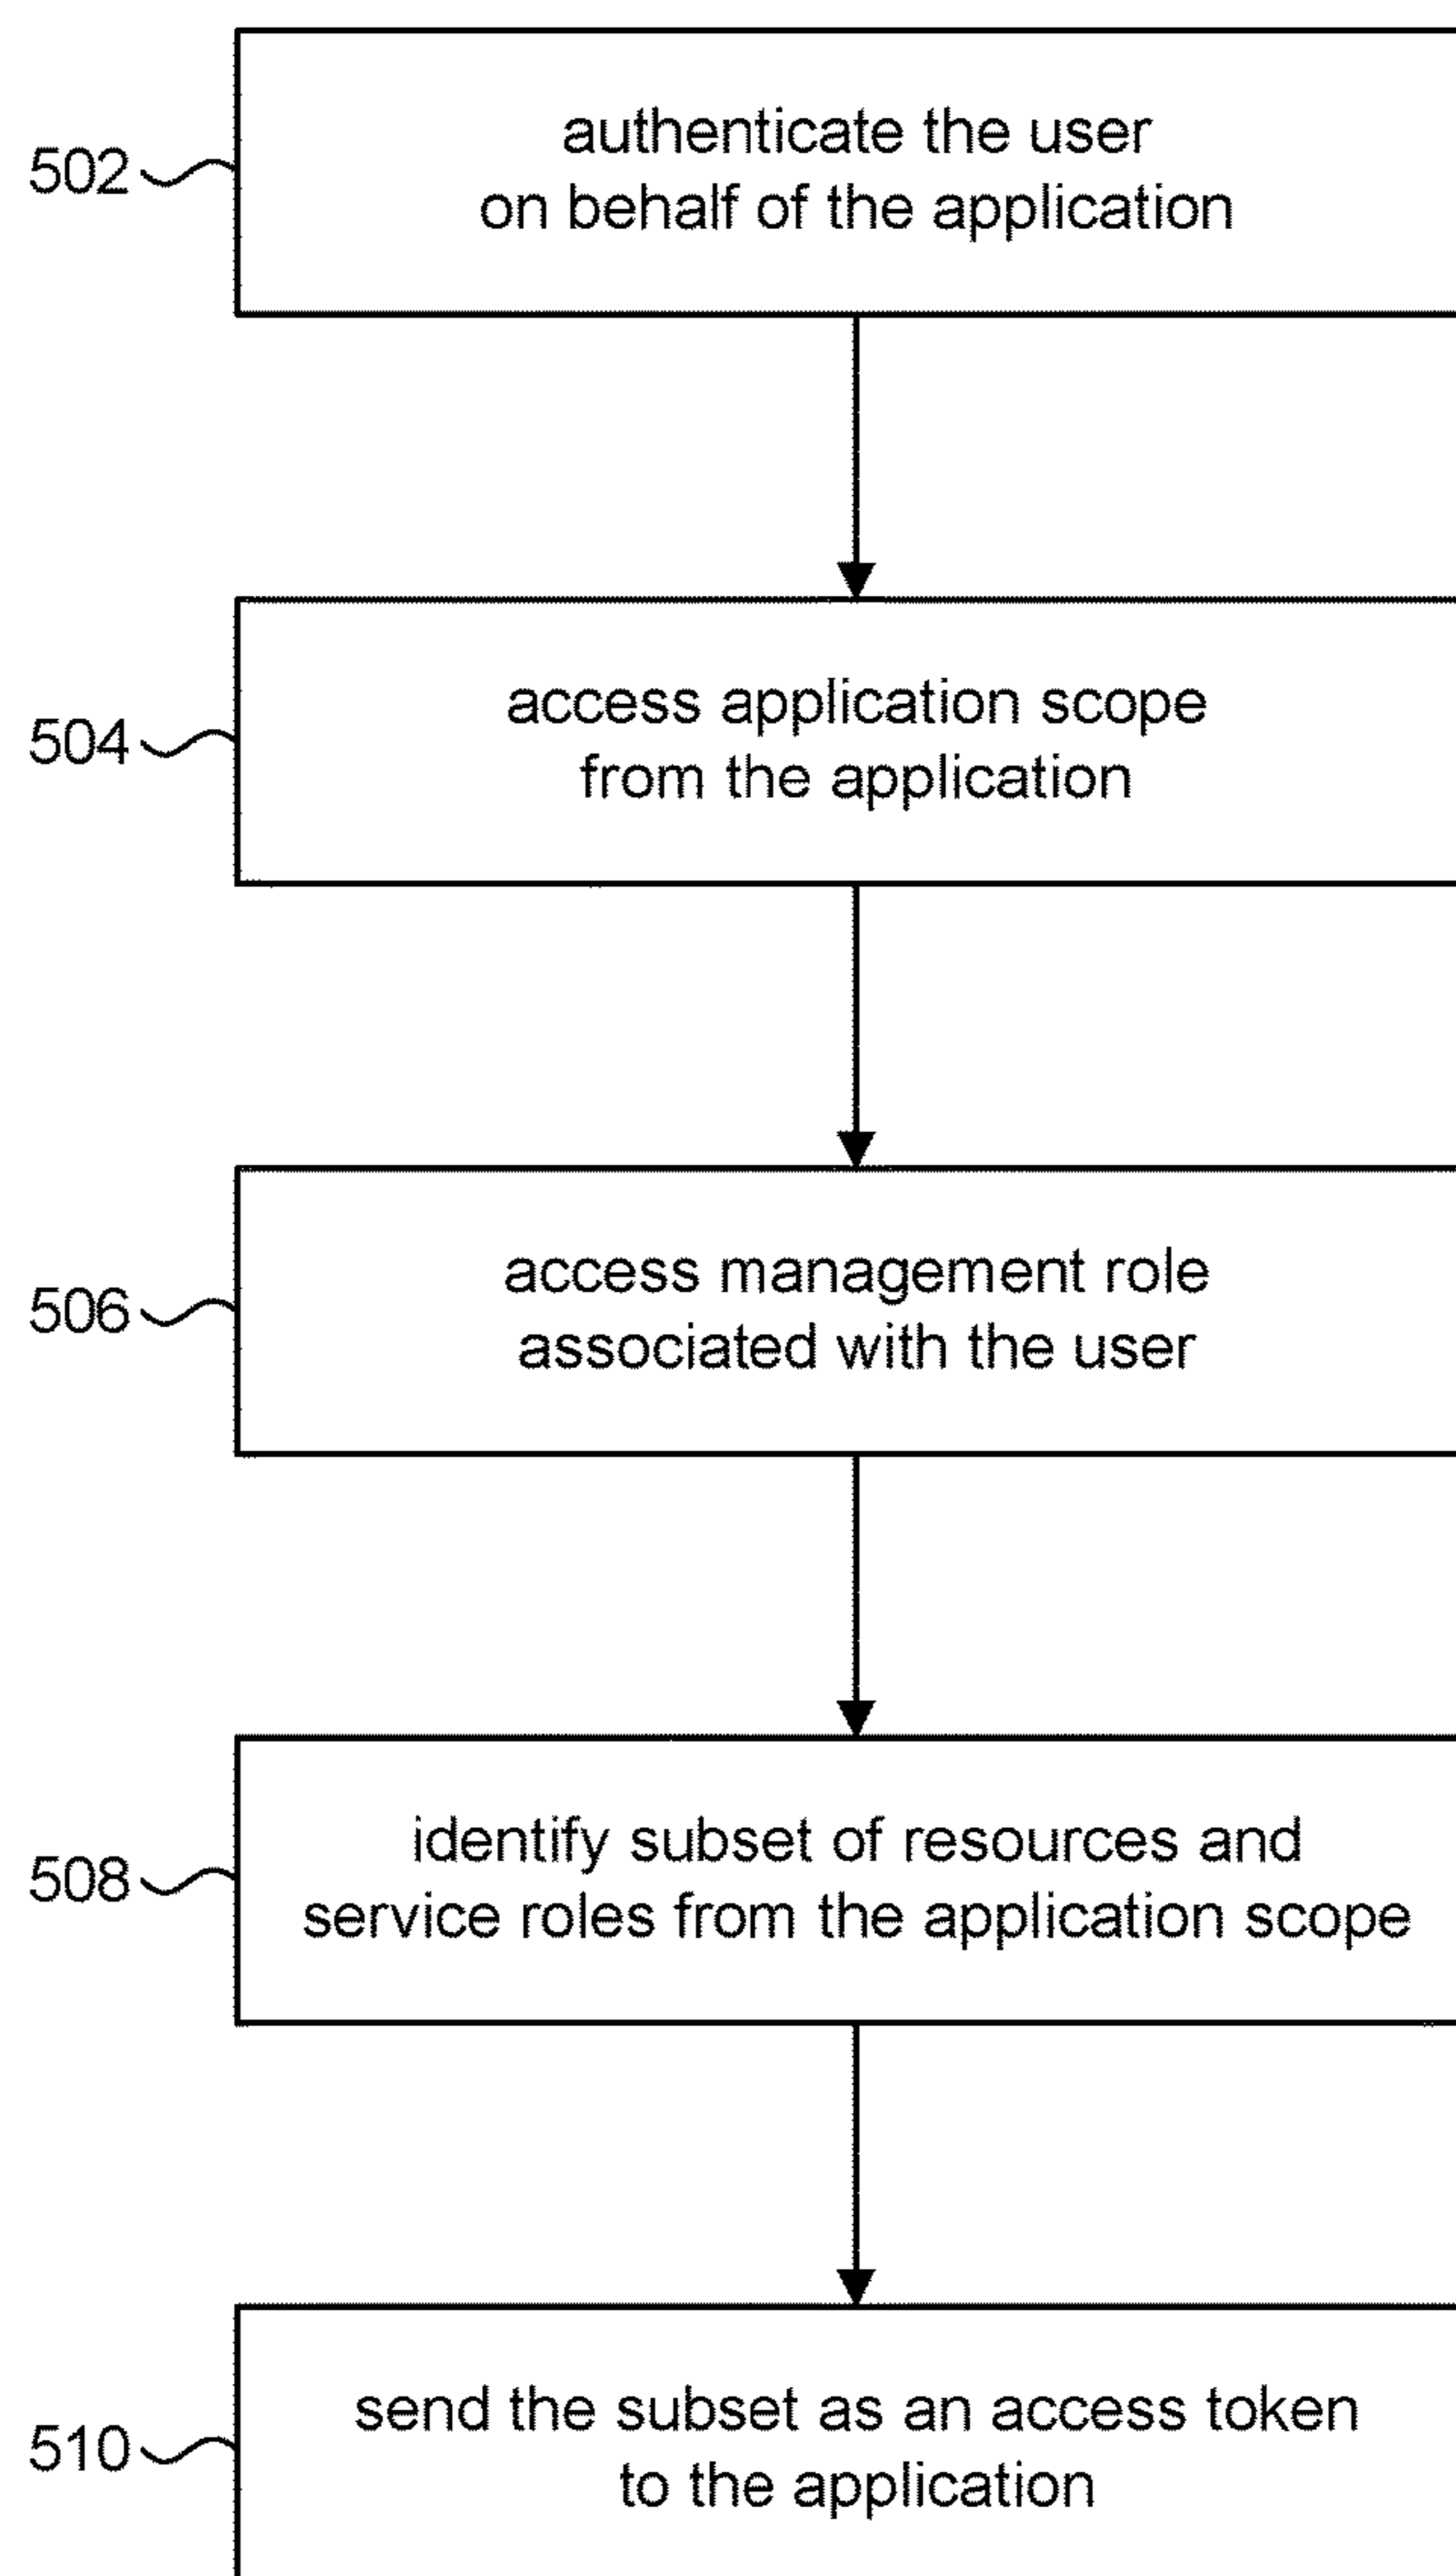 502
authenticate the user
on behalf of the application
504
access application scope
from the application
506
access management role
associated with the user
508
identify subset of resources and
service roles from the application scope
510
send the subset as an access token
to the application